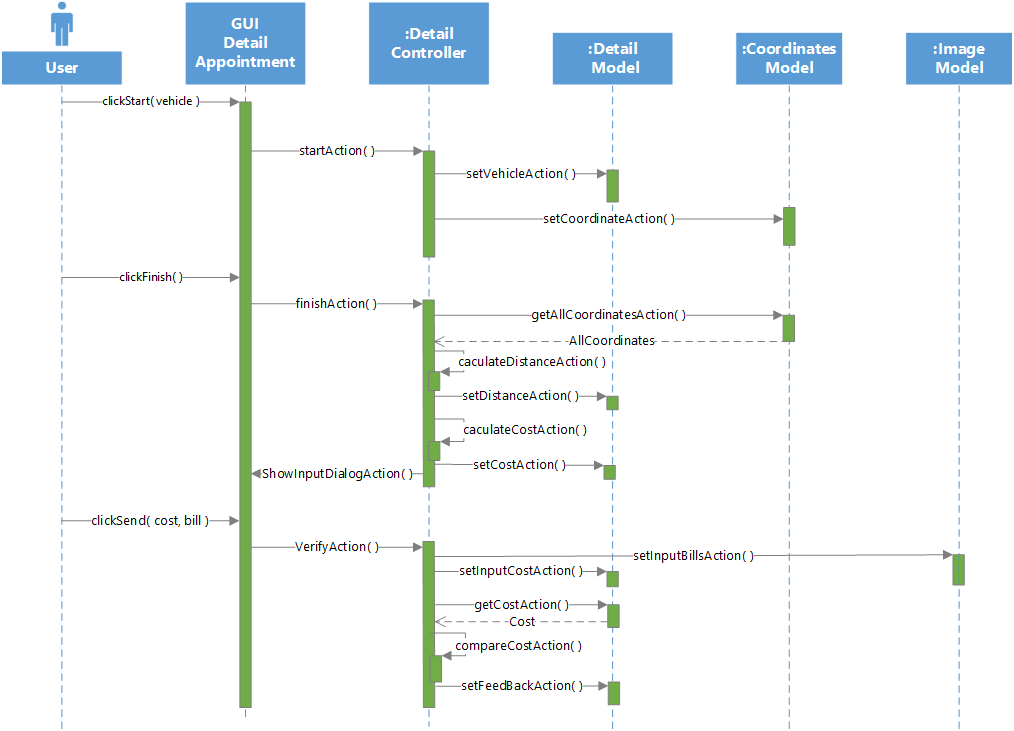 User
GUI
Detail
Appointment
:Detail
Controller
:Detail
Model
:Coordinates
Model
:Image
Model
clickStart( vehicle )
startAction( )
setVehicleAction( )
setCoordinateAction( )
clickFinish( )
finishAction( )
getAllCoordinatesAction( )
AllCoordinates
caculateDistanceAction( )
setDistanceAction( )
caculateCostAction( )
setCostAction( )
ShowInputDialogAction( )
clickSend( cost, bill )
VerifyAction( )
setInputBillsAction( )
setInputCostAction( )
getCostAction( )
Cost
compareCostAction( )
setFeedBackAction( )